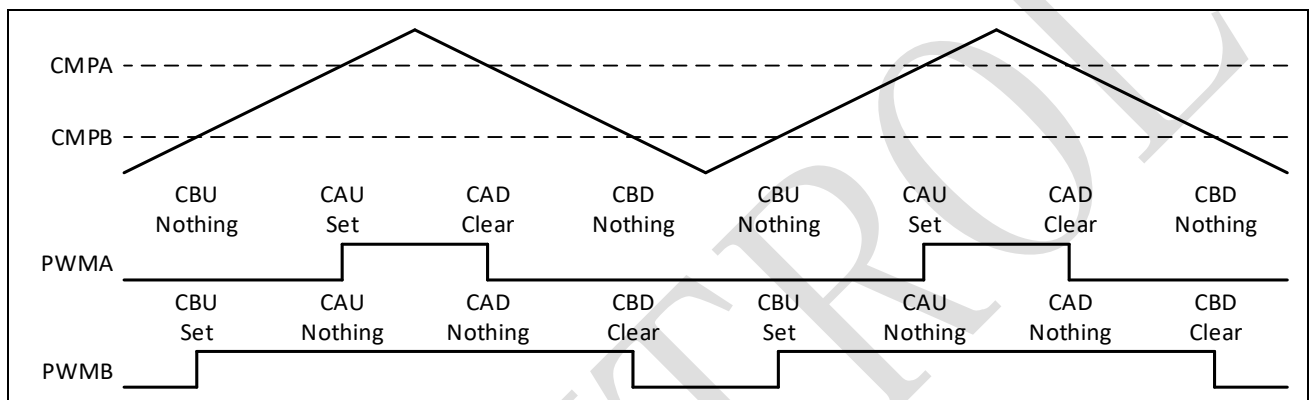 CMPA
CMPB
CBU CAU CAD CBD CBU CAU CAD CBD
Nothing Set Clear Nothing Nothing Set Clear Nothing
PWMA
CBU CAU CAD CBD CBU CAU CAD CBD
Set Nothing Nothing Clear Set Nothing Nothing Clear
PWMB
TROL